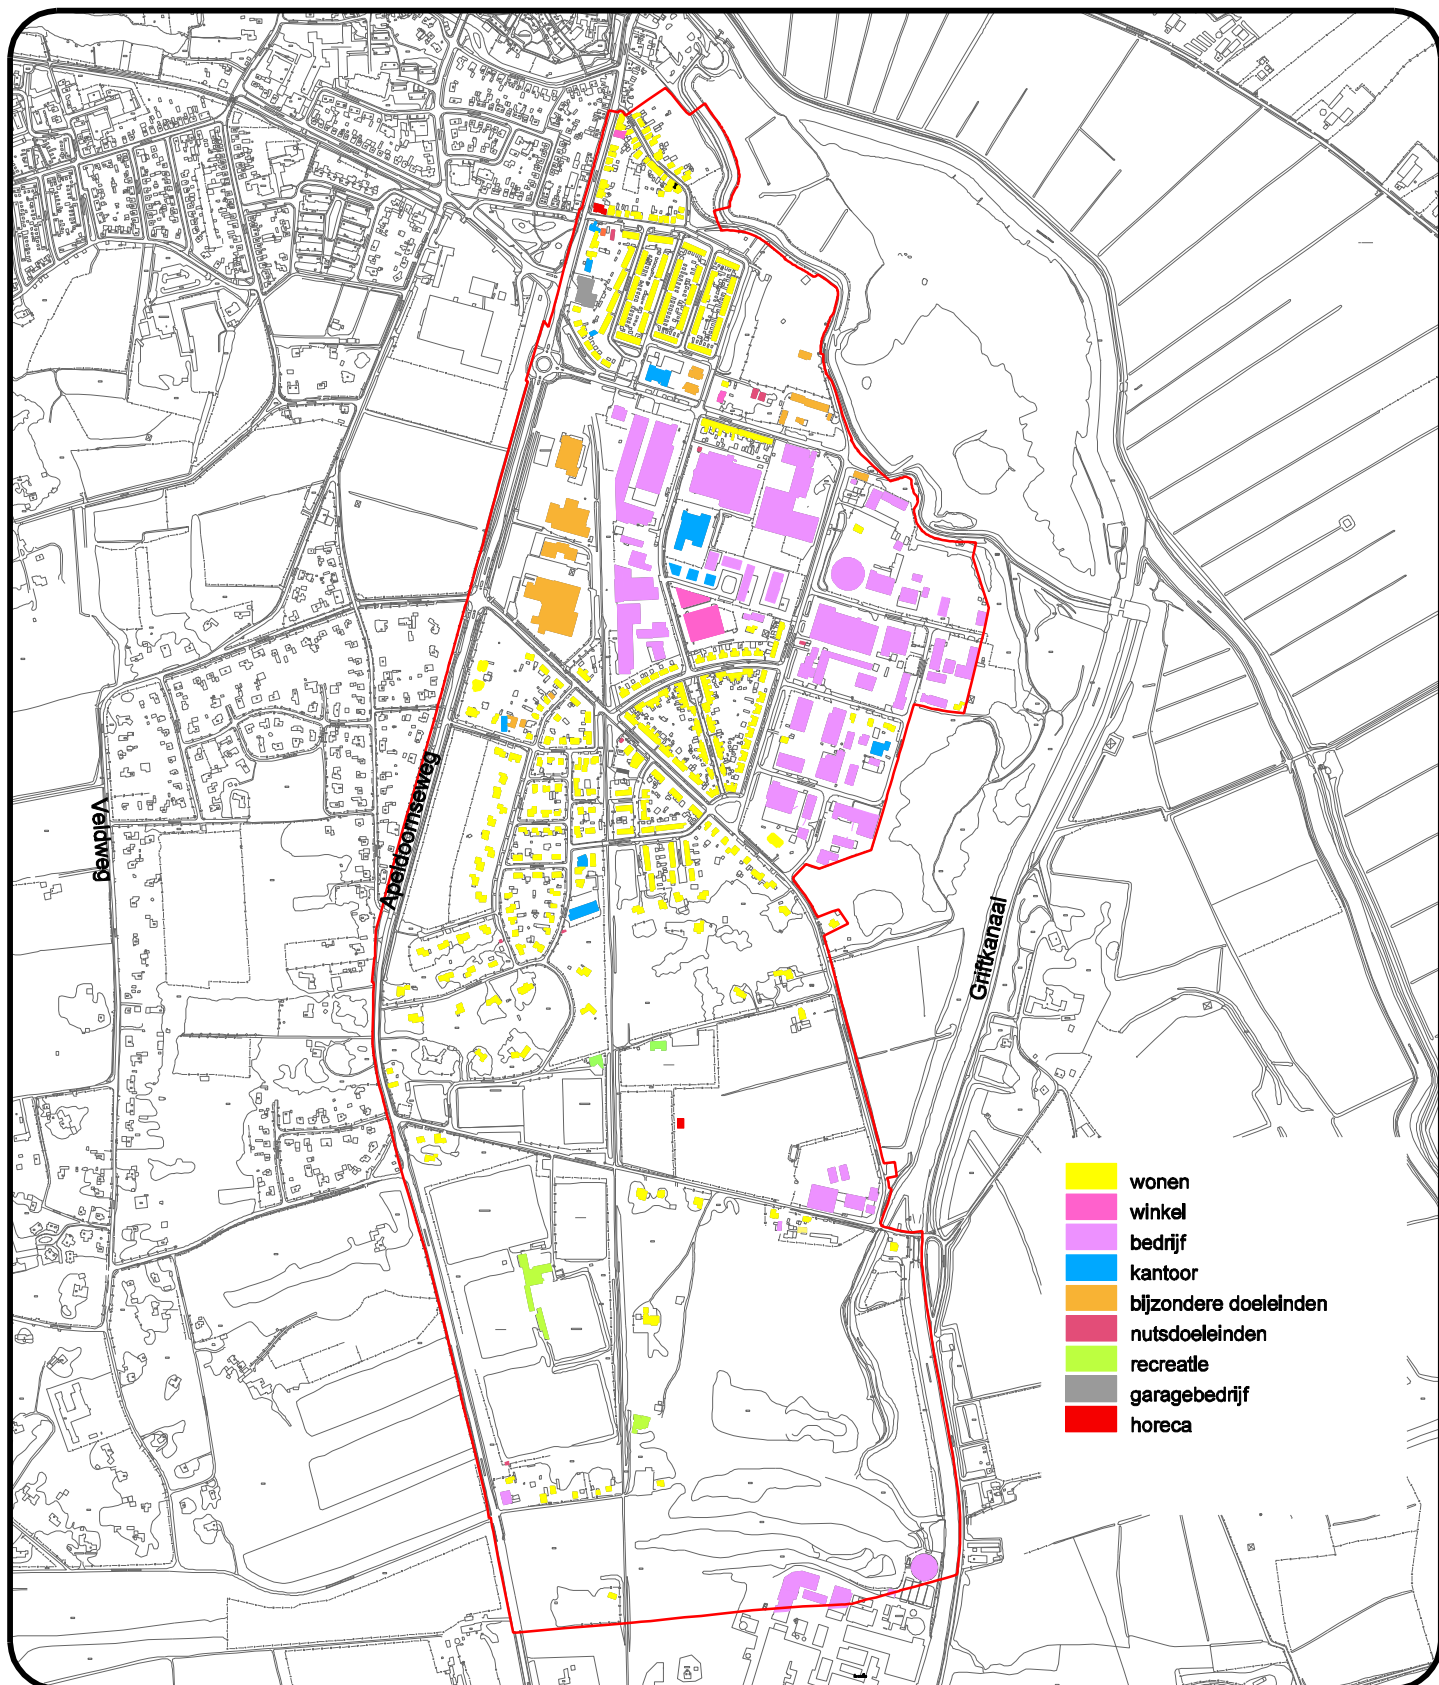 Apeldoornseweg
Veldweg
Griftkanaal
wonen
winkel
bedrijf
kantoor
bijzondere doeleinden
nutsdoeleinden
recreatie
garagebedrijf
horeca